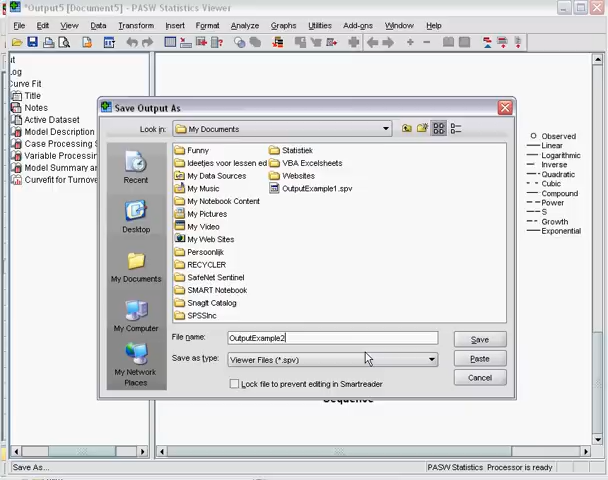 *Output5 [Document5] - PASW Statistics Viewer
File Edit View Data Transform Insert Format Analyze Graphs Utilities Add-ons Window Help
Log
Curve Fit
Title
Notes
Active Dataset
Model Description
Case Processing
Variable Processin
Model Summary an
Curvefit for Turnove
Save Output As
Look in: My Documents
Recent
Desktop
My Documents
My Computer
My Network Places
Funny
Ideetjes voor lessen ed
My Data Sources
My Music
My Notebook Content
My Pictures
My Video
My Web Sites
Persoonlijk
RECYCLER
SafeNet Sentinel
SMART Notebook
SnagIt Catalog
SPSSInc
Statistiek
VBA Excelsheets
Websites
OutputExample1.spv
File name: OutputExample2
Save as type: Viewer Files (*.spv)
Lock file to prevent editing in Smartreader
Save
Paste
Cancel
Observed
Linear
Logarithmic
Inverse
Quadratic
Cubic
Compound
Power
S
Growth
Exponential
Sequence
Save As...
PASW Statistics Processor is ready